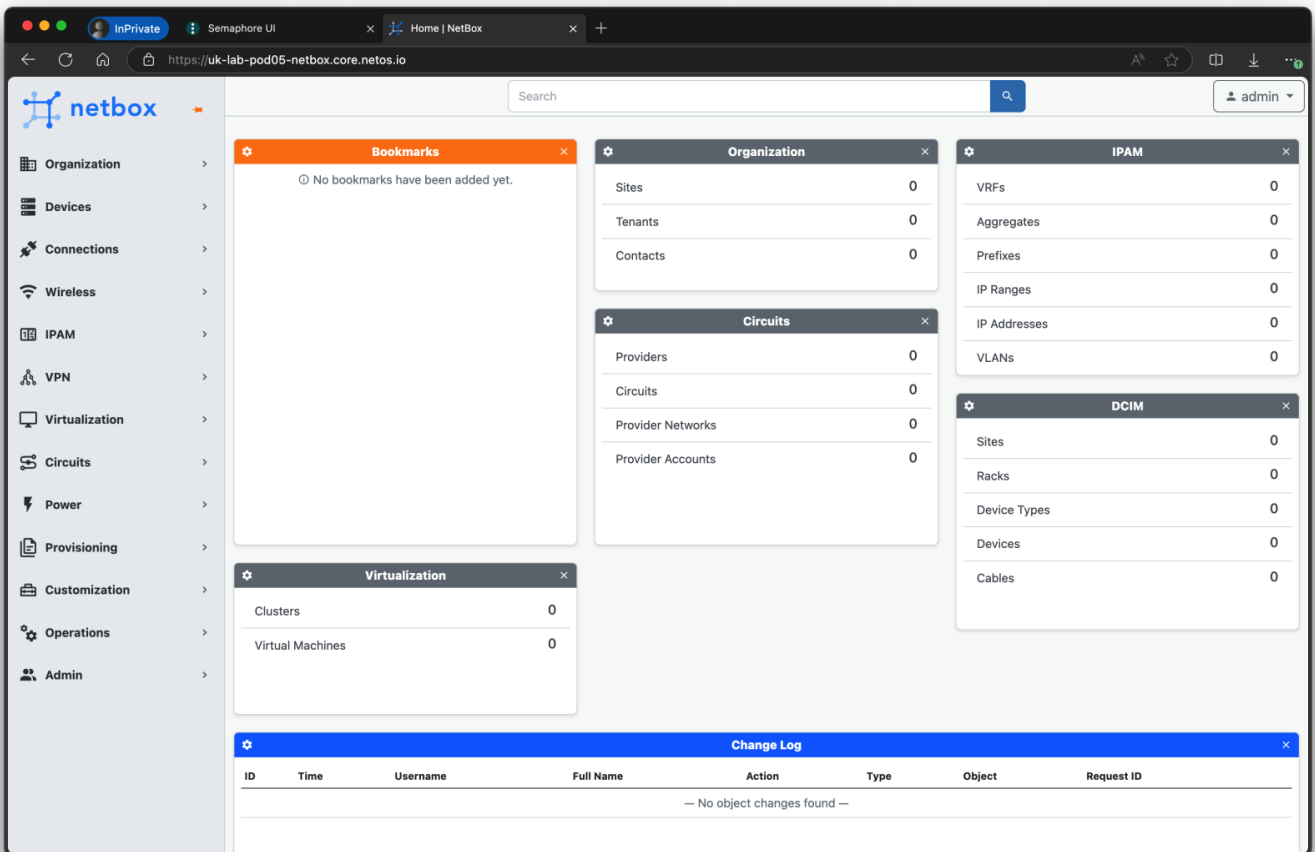 InPrivate
Semaphore UI
Home | NetBox
https://uk-lab-pod05-netbox.core.netos.io
netbox
Search
admin
Organization
Devices
Connections
Wireless
IPAM
VPN
Virtualization
Circuits
Power
Provisioning
Customization
Operations
Admin
Bookmarks
No bookmarks have been added yet.
Organization
Sites 0
Tenants 0
Contacts 0
IPAM
VRFs 0
Aggregates 0
Prefixes 0
IP Ranges 0
IP Addresses 0
VLANs 0
Circuits
Providers 0
Circuits 0
Provider Networks 0
Provider Accounts 0
DCIM
Sites 0
Racks 0
Device Types 0
Devices 0
Cables 0
Virtualization
Clusters 0
Virtual Machines 0
Change Log
ID Time Username Full Name Action Type Object Request ID
— No object changes found —